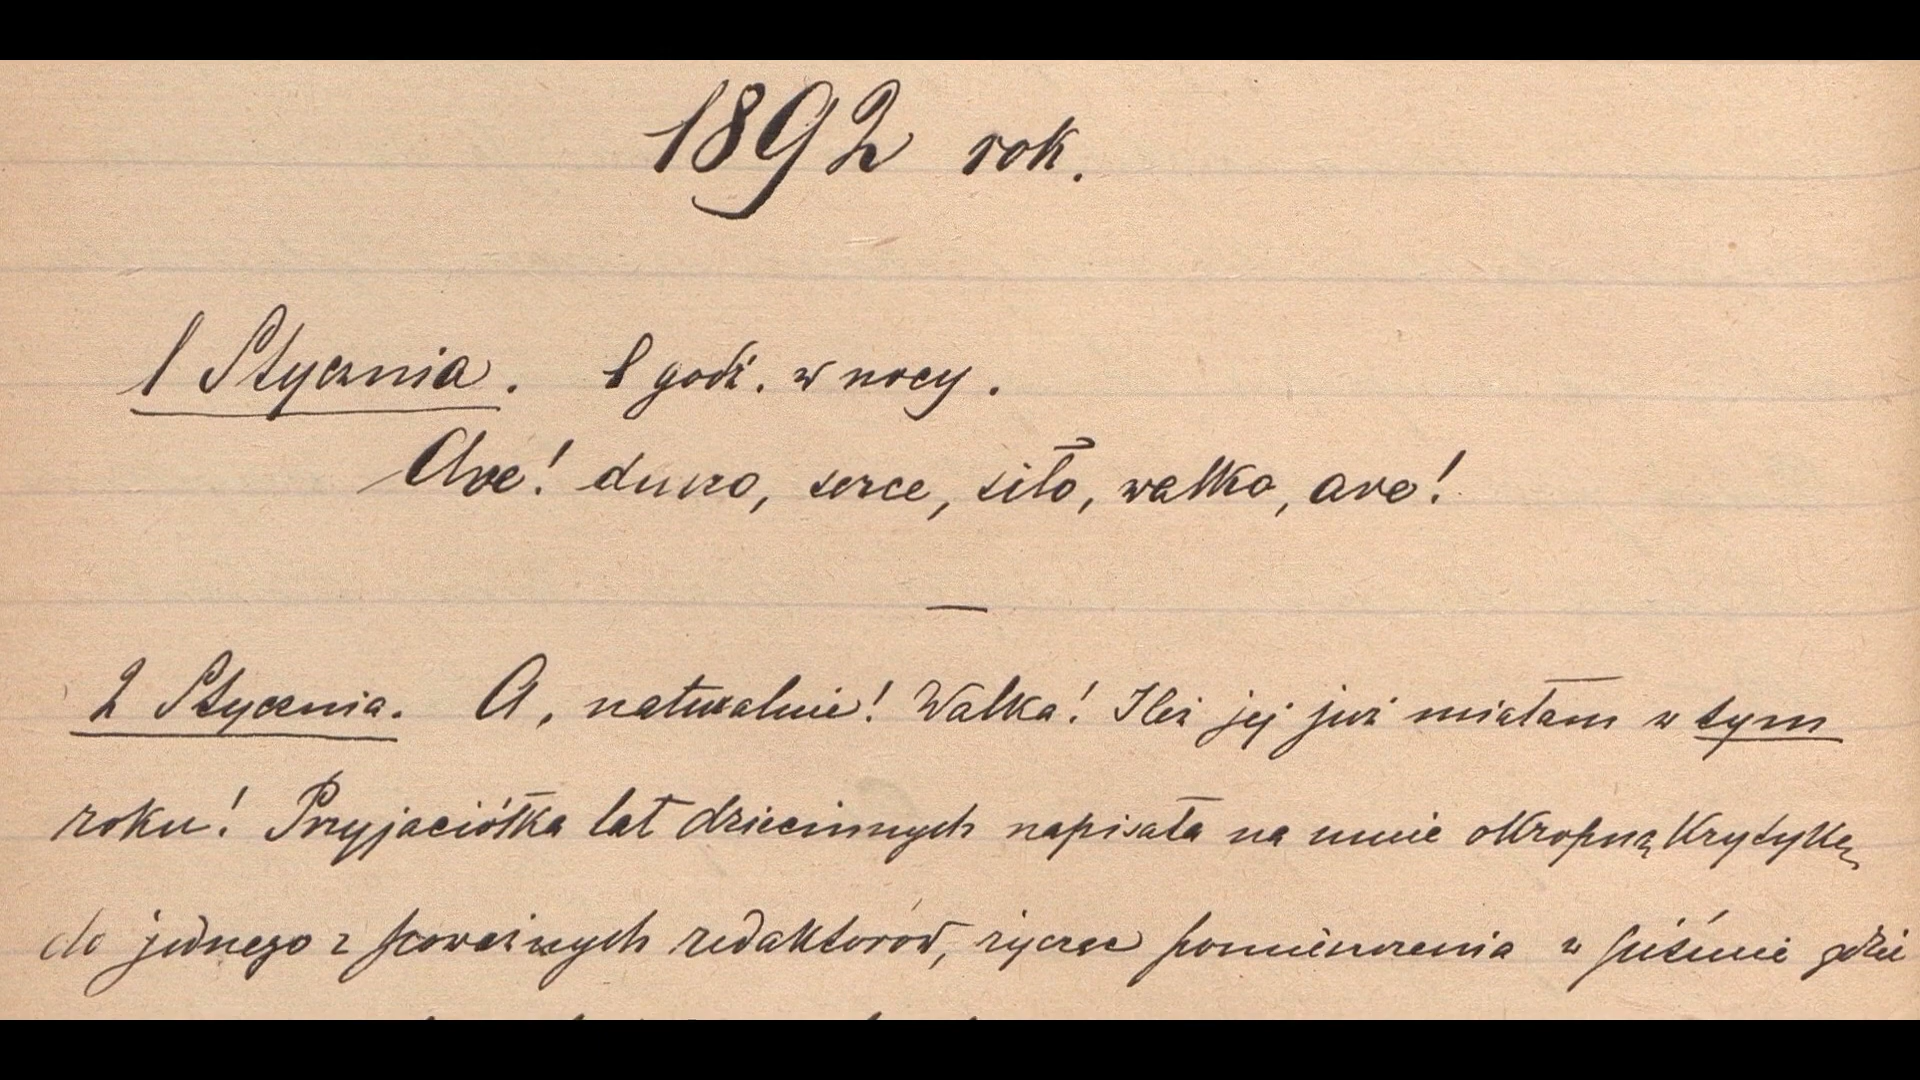 1892 rok.
1 Stycznia. 1 godz. w nocy.
Ave! duszo, serce, siło, walko, ave!
2 Stycznia. A, naturalnie! Walka! Ileż jej już miałam w tym
roku! Przyjaciółka lat dziecinnych napisała na mnie okropną krytykę
do jednego z poważnych redaktorów, życząc pomieszczenia w piśmie gdzie